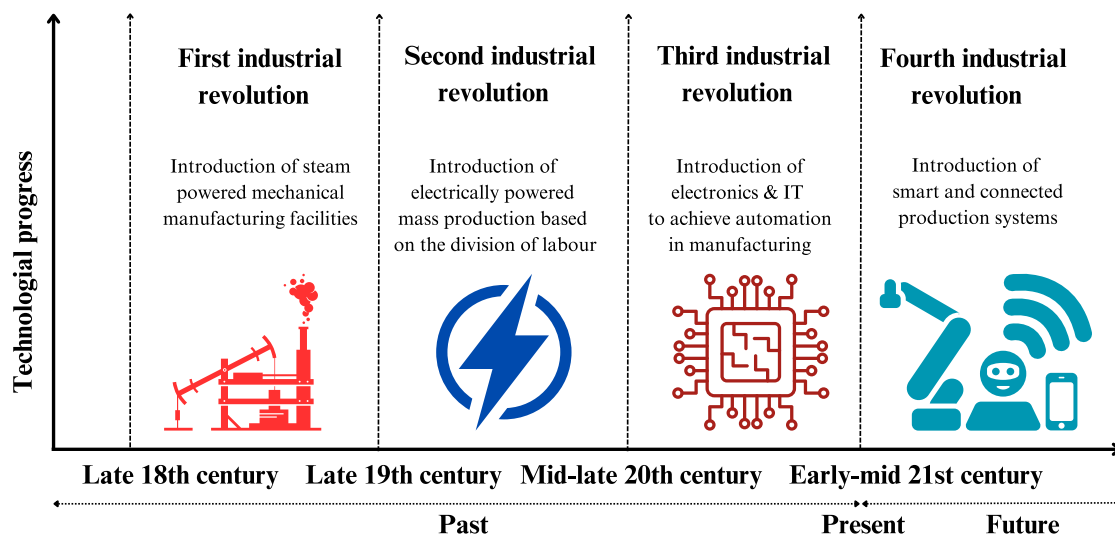 Technologial progress
First industrial
revolution
Introduction of steam
powered mechanical
manufacturing facilities
Second industrial
revolution
Introduction of
electrically powered
mass production based
on the division of labour
Third industrial
revolution
Introduction of
electronics & IT
to achieve automation
in manufacturing
Fourth industrial
revolution
Introduction of
smart and connected
production systems
Late 18th century
Late 19th century
Mid-late 20th century
Early-mid 21st century
Past
Present
Future